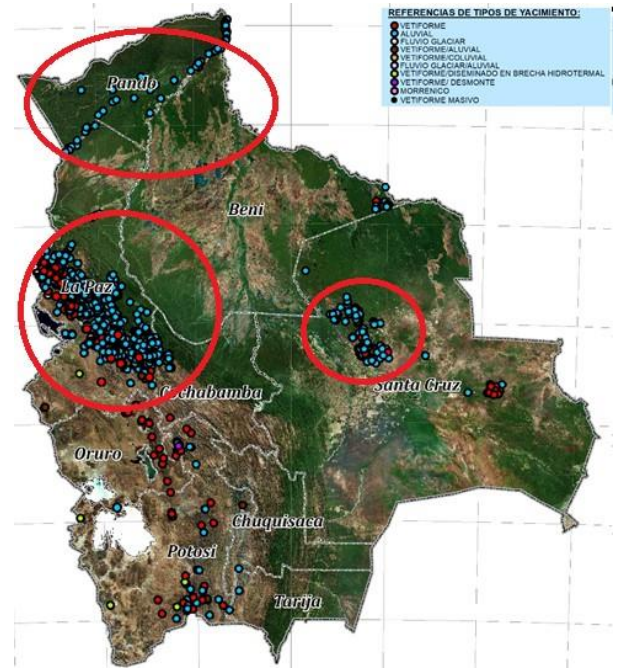 REFERENCIAS DE TIPOS DE YACIMIENTO:
VETIFORME
ALUVIAL
FLUVIO GLACIAR
VETIFORME/ALUVIAL
VETIFORME/COLUVIAL
FLUVIO GLACIAR/ALUVIAL
VETIFORME/DISEMINADO EN BRECHA HIDROTERMAL
VETIFORME/ DESMONTE
MORRENICO
VETIFORME MASIVO
Pando
Beni
La Paz
Cochabamba
Santa Cruz
Oruro
Chuquisaca
Potosi
Tarija